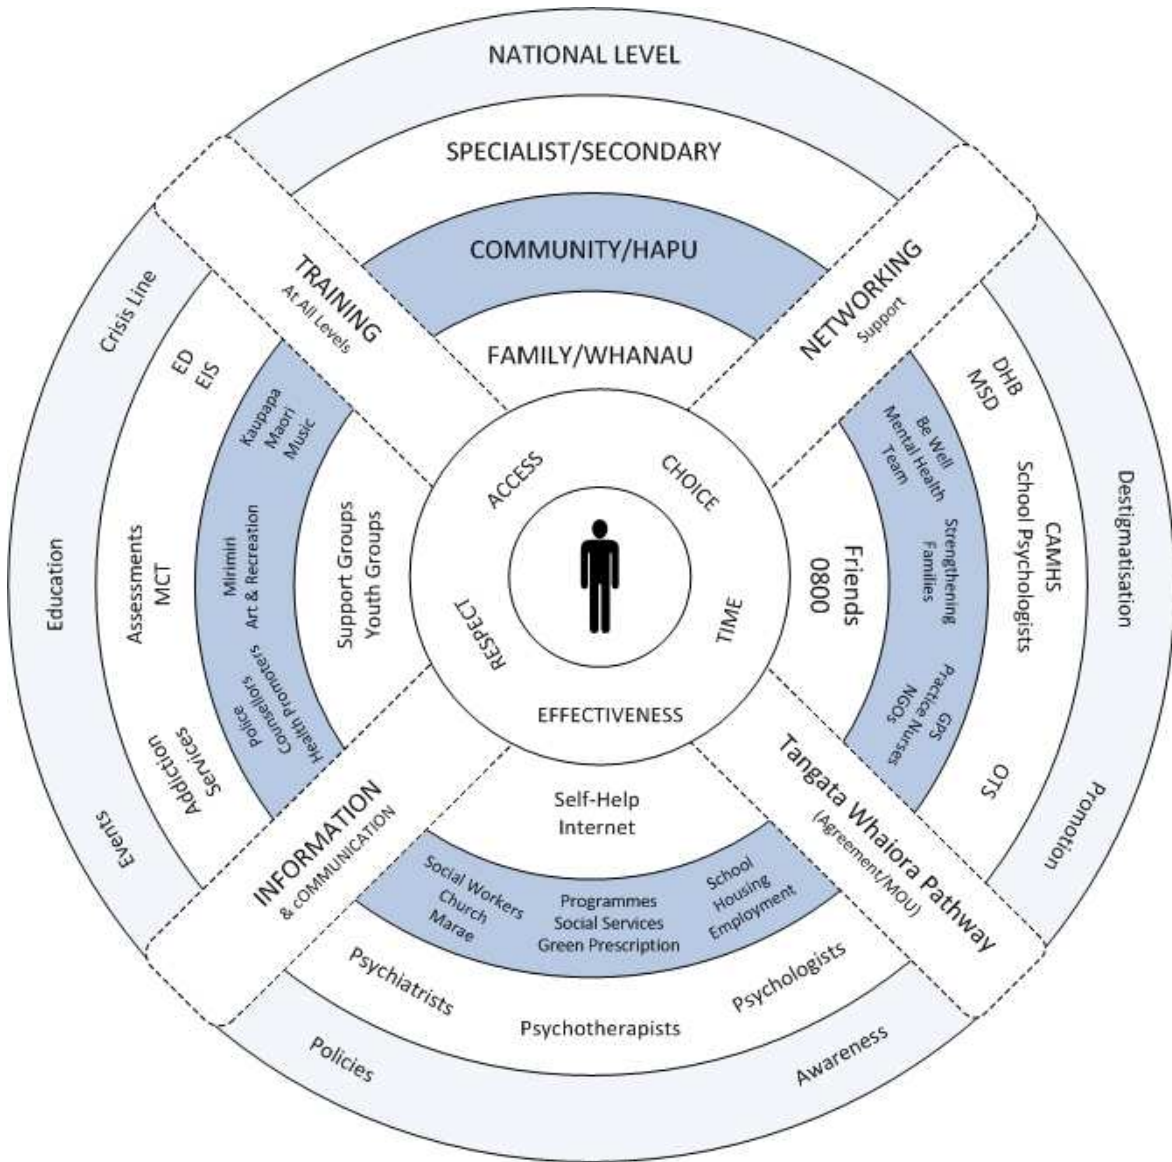 NATIONAL LEVEL
SPECIALIST/SECONDARY
COMMUNITY/HAPU
FAMILY/WHANAU
TRAINING
At All Levels
NETWORKING
Support
ACCESS
CHOICE
TIME
EFFECTIVENESS
RESPECT
Crisis Line
Education
Events
ED
EIS
Assessments
MCT
Addiction
Services
Kaupapa
Maori
Music
Mirimiri
Art & Recreation
Police
Counsellors
Health Promoters
Support Groups
Youth Groups
Friends
0800
Be Well
Mental Health
Team
Strengthening
Families
GPS
Practice Nurses
NGOs
DHB
MSD
CAMHS
School Psychologists
OTS
Destigmatisation
Promotion
INFORMATION
& cOMMUNICATION
Tangata Whaiora Pathway
(Agreement/MOU)
Self-Help
Internet
Social Workers
Church
Marae
Programmes
Social Services
Green Prescription
School
Housing
Employment
Psychiatrists
Psychotherapists
Psychologists
Policies
Awareness